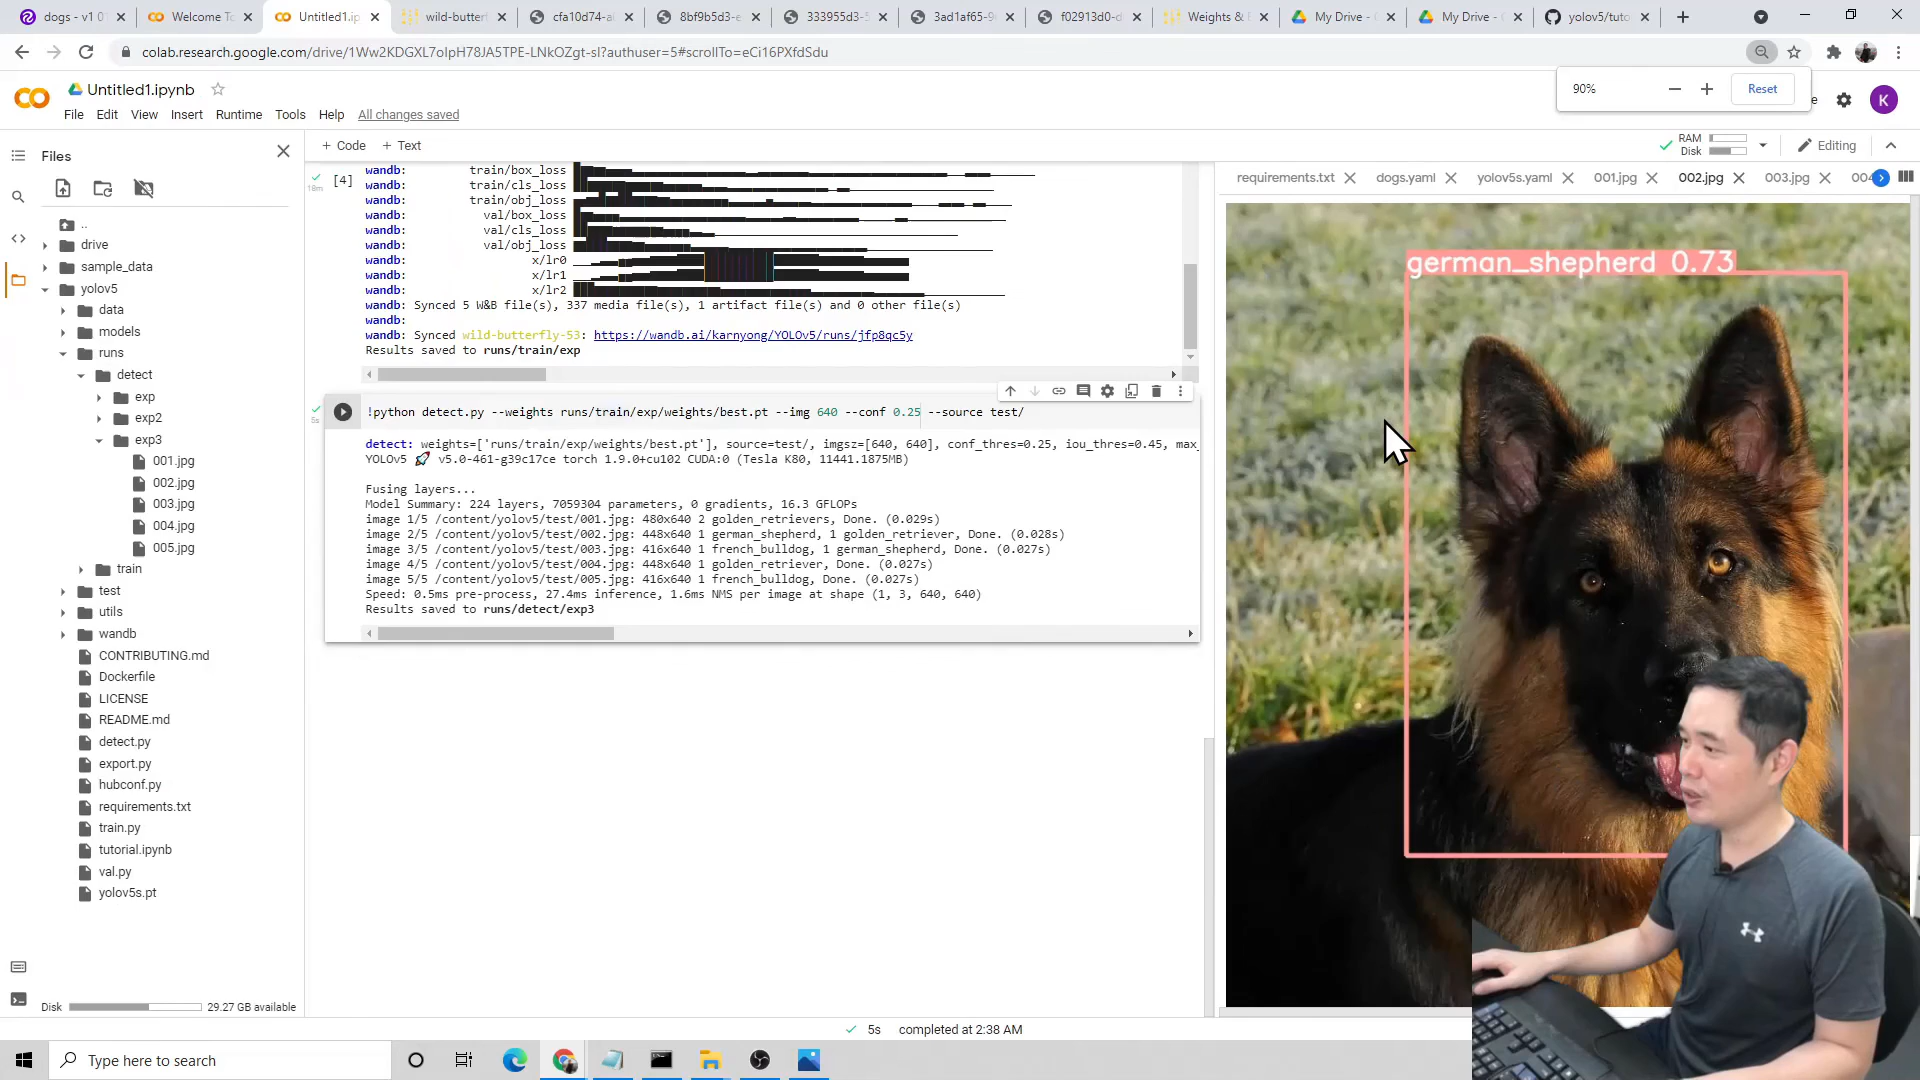 dogs - v1 01
Welcome To
Untitled1.ip
wild-butterf
cfa10d74-a
8bf9b5d3-e
333955d3-5
3ad1af65-9
f02913d0-d
Weights & B
My Drive -
My Drive -
yolov5/tuto
colab.research.google.com/drive/1Ww2KDGXL7oIpH78JA5TPE-LNkOZgt-sl?authuser=5#scrollTo=eCi16PXfdSdu
90%
Reset
Untitled1.ipynb
K
File Edit View Insert Runtime Tools Help All changes saved
Files
+ Code + Text
RAM
Disk
Editing
requirements.txt
dogs.yaml
yolov5s.yaml
001.jpg
002.jpg
003.jpg
004
..
drive
sample_data
yolov5
data
models
runs
detect
exp
exp2
exp3
001.jpg
002.jpg
003.jpg
004.jpg
005.jpg
train
test
utils
wandb
CONTRIBUTING.md
Dockerfile
LICENSE
README.md
detect.py
export.py
hubconf.py
requirements.txt
train.py
tutorial.ipynb
val.py
yolov5s.pt
Disk 29.27 GB available
[4]
18m
wandb: train/box_loss
wandb: train/cls_loss
wandb: train/obj_loss
wandb: val/box_loss
wandb: val/cls_loss
wandb: val/obj_loss
wandb: x/lr0
wandb: x/lr1
wandb: x/lr2
wandb: Synced 5 W&B file(s), 337 media file(s), 1 artifact file(s) and 0 other file(s)
wandb:
wandb: Synced wild-butterfly-53: https://wandb.ai/karnyong/YOLOv5/runs/jfp8qc5y
Results saved to runs/train/exp
5s
!python detect.py --weights runs/train/exp/weights/best.pt --img 640 --conf 0.25 --source test/
detect: weights=['runs/train/exp/weights/best.pt'], source=test/, imgsz=[640, 640], conf_thres=0.25, iou_thres=0.45, max_
YOLOv5 🚀 v5.0-461-g39c17ce torch 1.9.0+cu102 CUDA:0 (Tesla K80, 11441.1875MB)
Fusing layers...
Model Summary: 224 layers, 7059304 parameters, 0 gradients, 16.3 GFLOPs
image 1/5 /content/yolov5/test/001.jpg: 480x640 2 golden_retrievers, Done. (0.029s)
image 2/5 /content/yolov5/test/002.jpg: 448x640 1 german_shepherd, 1 golden_retriever, Done. (0.028s)
image 3/5 /content/yolov5/test/003.jpg: 416x640 1 french_bulldog, 1 german_shepherd, Done. (0.027s)
image 4/5 /content/yolov5/test/004.jpg: 448x640 1 golden_retriever, Done. (0.027s)
image 5/5 /content/yolov5/test/005.jpg: 416x640 1 french_bulldog, Done. (0.027s)
Speed: 0.5ms pre-process, 27.4ms inference, 1.6ms NMS per image at shape (1, 3, 640, 640)
Results saved to runs/detect/exp3
german_shepherd 0.73
5s completed at 2:38 AM
Type here to search